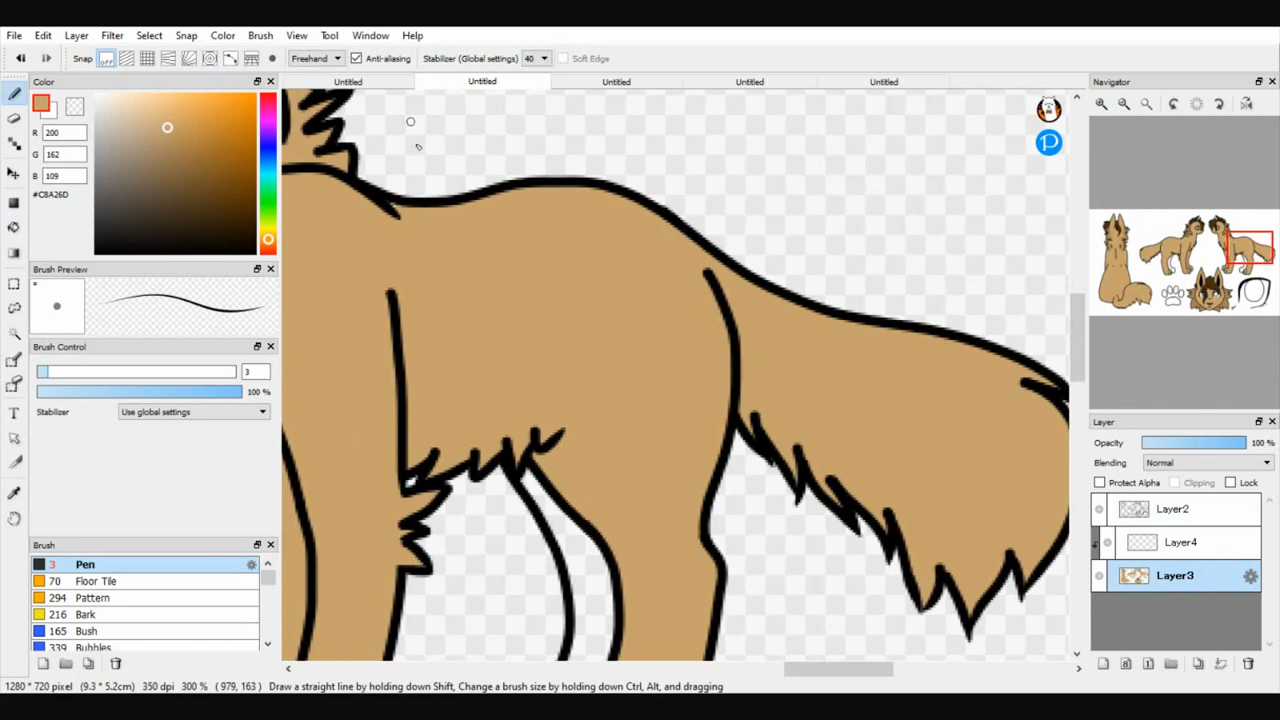 File Edit Layer Filter Select Snap Color Brush View Tool Window Help
Snap off Freehand Anti-aliasing Stabilizer (Global settings) 40 Soft Edge
Color
Untitled Untitled Untitled Untitled Untitled
Navigator
R 200
G 162
B 109
#C8A26D
Brush Preview
Brush Control
3
100 %
Stabilizer Use global settings
Layer
Opacity 100 %
Blending Normal
Protect Alpha Clipping Lock
Layer2
Layer4
Layer3
Brush
3 Pen
70 Floor Tile
294 Pattern
216 Bark
165 Bush
339 Bubbles
1280 * 720 pixel (9.3 * 5.2cm) 350 dpi 300 % ( 979, 163 ) Draw a straight line by holding down Shift, Change a brush size by holding down Ctrl, Alt, and dragging